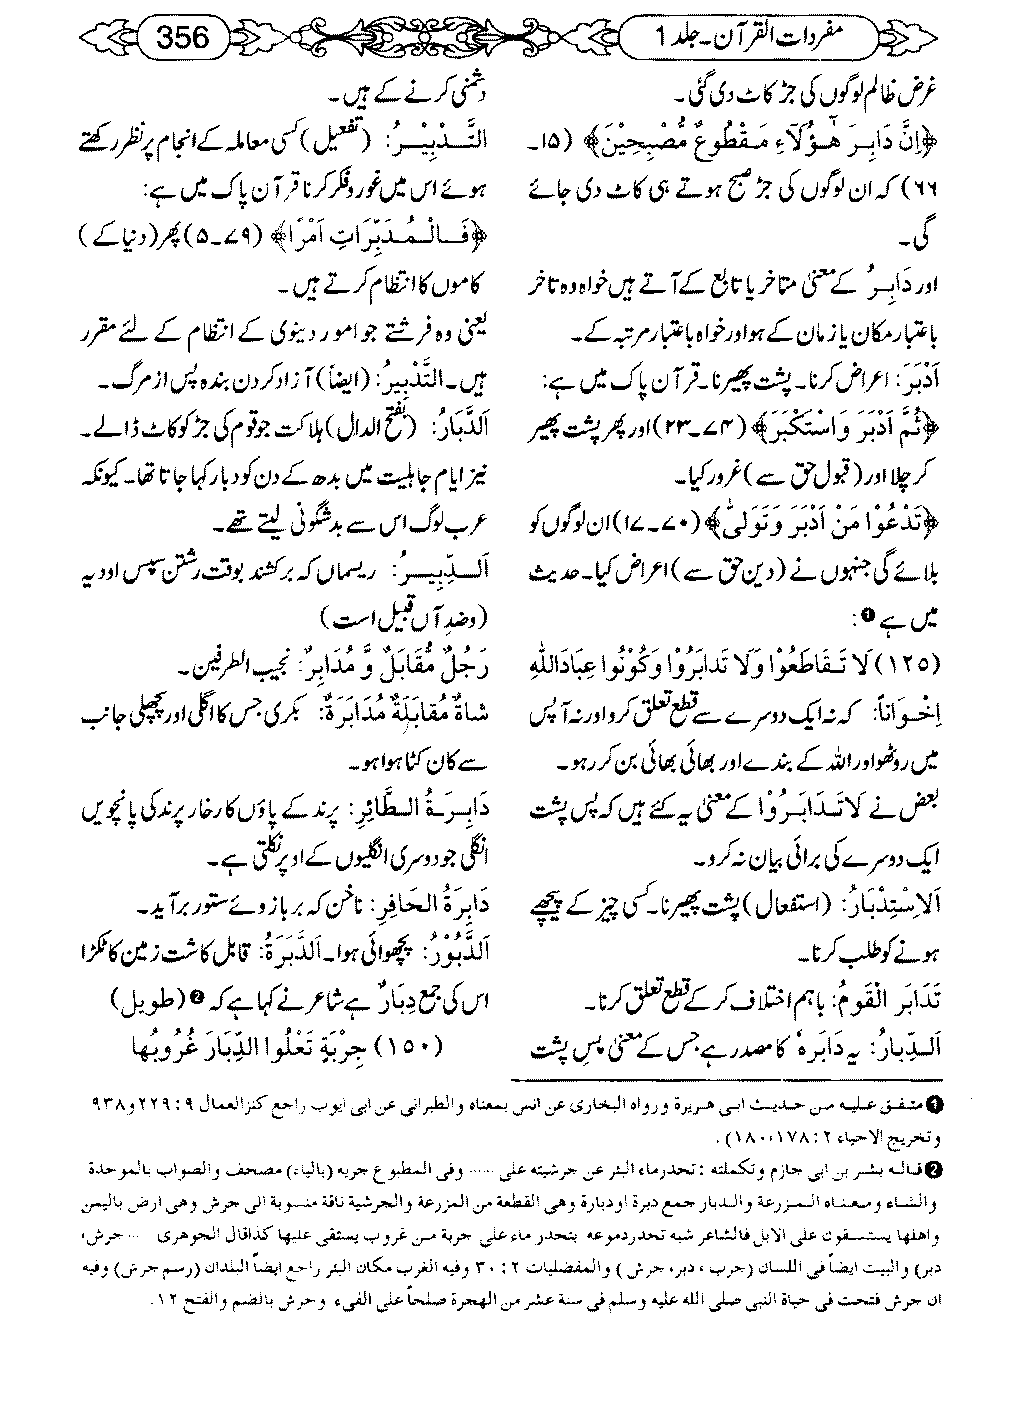 مفردات القرآن۔ جلد 1
356
غرض ظالم لوگوں کی جڑ کاٹ دی گئی۔
﴿اِنَّ دَابِرَ هٰٓؤُلَآءِ مَقْطُوعٌ مُّصْبِحِیْنَ﴾ (۱۵۔
۶۶) کہ ان لوگوں کی جڑ صبح ہوتے ہی کاٹ دی جائے
گی۔
اور دَابِرٌ کے معنیٰ متاخر یا تابع کے آتے ہیں خواہ وہ تاخر
باعتبار مکان یا زمان کے ہو اور خواہ باعتبار مرتبہ کے۔
اَدْبَرَ: اعراض کرنا۔ پشت پھیرنا۔ قرآن پاک میں ہے:
﴿ثُمَّ اَدْبَرَ وَاسْتَكْبَرَ﴾ (۷۴۔۲۳) اور پھر پشت پھیر
کر چلا اور (قبول حق سے) غرور کیا۔
﴿تَدْعُوْا مَنْ اَدْبَرَ وَتَوَلّٰی﴾ (۷۰۔۱۷) ان لوگوں کو
بلائے گی جنہوں نے (دین حق سے) اعراض کیا۔ حدیث
میں ہے❶:
(۱۲۵) لَا تَقَاطَعُوْا وَلَا تَدَابَرُوْا وَكُوْنُوا عِبَادَاللّٰهِ
اِخْوَاناً: کہ نہ ایک دوسرے سے قطع تعلق کرو اور نہ آپس
میں روٹھو اور اللہ کے بندے اور بھائی بھائی بن کر رہو۔
بعض نے لَا تَدَابَرُوْا کے معنیٰ یہ کئے ہیں کہ پس پشت
ایک دوسرے کی برائی بیان نہ کرو۔
اَلْاِسْتِدْبَارُ: (استفعال) پشت پھیرنا۔ کسی چیز کے پیچھے
ہونے کو طلب کرنا۔
تَدَابَرَ الْقَوْمُ: باہم اختلاف کر کے قطع تعلق کرنا۔
اَلدِّبَارُ: یہ دَابَرَہٗ کا مصدر ہے جس کے معنیٰ پس پشت
دشمنی کرنے کے ہیں۔
التَّدْبِیْرُ: (تفعیل) کسی معاملہ کے انجام پر نظر رکھتے
ہوئے اس میں غور و فکر کرنا قرآن پاک میں ہے:
﴿فَالْمُدَبِّرَاتِ اَمْرًا﴾ (۷۹۔۵) پھر (دنیا کے)
کاموں کا انتظام کرتے ہیں۔
یعنی وہ فرشتے جو امور دینوی کے انتظام کے لئے مقرر
ہیں۔ التَّدْبِیرُ: (ایضاً) آزاد کردن بندہ پس از مرگ۔
اَلدَّبَارُ: (بفتح الدال) ہلاکت جو قوم کی جڑ کو کاٹ ڈالے۔
نیز ایام جاہلیت میں بدھ کے دن کو دبار کہا جاتا تھا۔ کیونکہ
عرب لوگ اس سے بدشگونی لیتے تھے۔
اَلدِّبِیرُ: ریسماں کہ بر کشند بوقت رشتن سپس اودیہ
(وضدِ آں قبیل است)
رَجُلٌ مُّقَابَلٌ وَّ مُدَابِرٌ: نجیب الطرفین۔
شاۃٌ مُقَابِلَةٌ مُدَابَرَةٌ: بکری جس کا اگلی اور پچھلی جانب
سے کان کٹا ہوا ہو۔
دَابِرَةُ الطَّائِرِ: پرند کے پاؤں کا رخار پرند کی پانچویں
انگلی جو دوسری انگلیوں کے اوپر نکلتی ہے۔
دَابِرَةُ الحَافِرِ: ناخن کہ بر بازوئے ستور برآید۔
اَلدَّبُوْرُ: پچھوائی ہوا۔ اَلدَّبَرَةُ: قابل کاشت زمین کا ٹکڑا
اس کی جمع دِبَارٌ ہے شاعر نے کہا ہے کہ ❷ (طویل)
(۱۵۰) جِرْبَةٍ تَعْلُوا الدِّبَارَ غُرُوبُها
❶ متفق علیه من حدیث ابی هریرة ورواه البخاری عن انس بمعناه والطبرانی عن ابی ایوب راجع کنزالعمال ۹: ۲۲۹ و ۹۳۸
وتخریج الاحیاء ۲: ۱۷۸، ۱۸۰).
❷ قاله بشر بن ابی حازم وتکملته: تحدرماء البئر عن جرشیته علی ..... وفی المطبوع جریه (بالیاء) مصحف والصواب بالموحدة
والتاء ومعناه المزرعة والدبار جمع دبرة او دبارة وهی القطعة من المزرعة والجرشیة ناقة منسوبة الی جرش وهی ارض بالیمن
واهلها یستسقون علی الابل فالشاعر شبه تحدردموعه بتحدر ماء علی جربة من غروب یستقی علیها کذاقال الجوهری ...جرش،
دبر) والبیت ایضاً فی اللسان (جرب، دبر، جرش) والمفضلیات ۲: ۳۰ وفیه الغرب مکان البئر راجع ایضاً البلدان (رسم جرش) وفیه
ان جرش فتحت فی حیاة النبی صلی الله علیه وسلم فی سنة عشر من الهجرة صلحاً علی الفیء وجرش بالضم والفتح ۱۲.